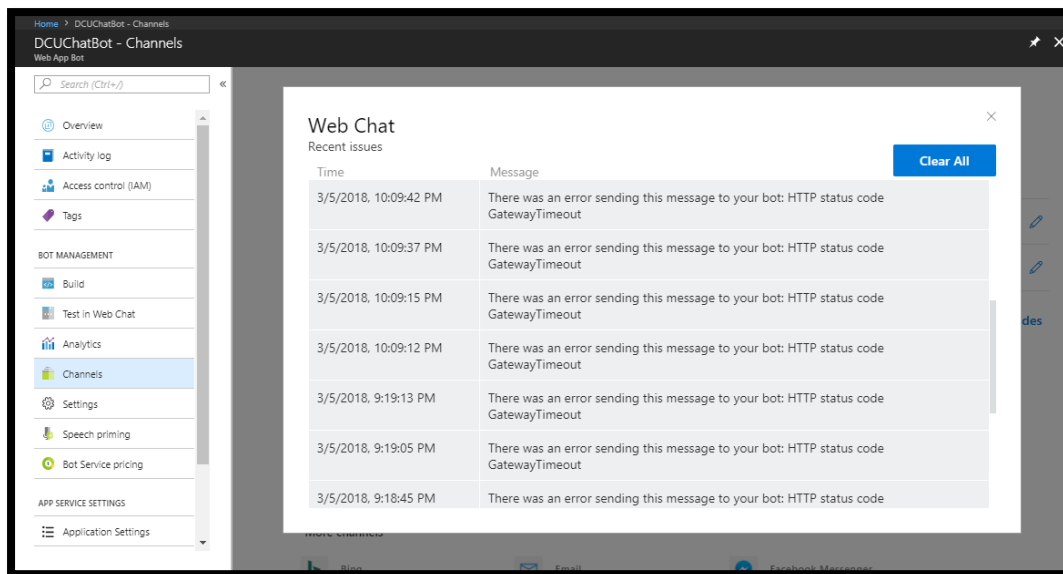 Home > DCUChatBot - Channels
DCUChatBot - Channels
Web App Bot
Search (Ctrl+/)
Overview
Activity log
Access control (IAM)
Tags
BOT MANAGEMENT
Build
Test in Web Chat
Analytics
Channels
Settings
Speech priming
Bot Service pricing
APP SERVICE SETTINGS
Application Settings
Web Chat
Recent issues
Clear All
Time Message
3/5/2018, 10:09:42 PM There was an error sending this message to your bot: HTTP status code
GatewayTimeout
3/5/2018, 10:09:37 PM There was an error sending this message to your bot: HTTP status code
GatewayTimeout
3/5/2018, 10:09:15 PM There was an error sending this message to your bot: HTTP status code
GatewayTimeout
3/5/2018, 10:09:12 PM There was an error sending this message to your bot: HTTP status code
GatewayTimeout
3/5/2018, 9:19:13 PM There was an error sending this message to your bot: HTTP status code
GatewayTimeout
3/5/2018, 9:19:05 PM There was an error sending this message to your bot: HTTP status code
GatewayTimeout
3/5/2018, 9:18:45 PM There was an error sending this message to your bot: HTTP status code
des
More channels
Bing
Email
Facebook Messenger